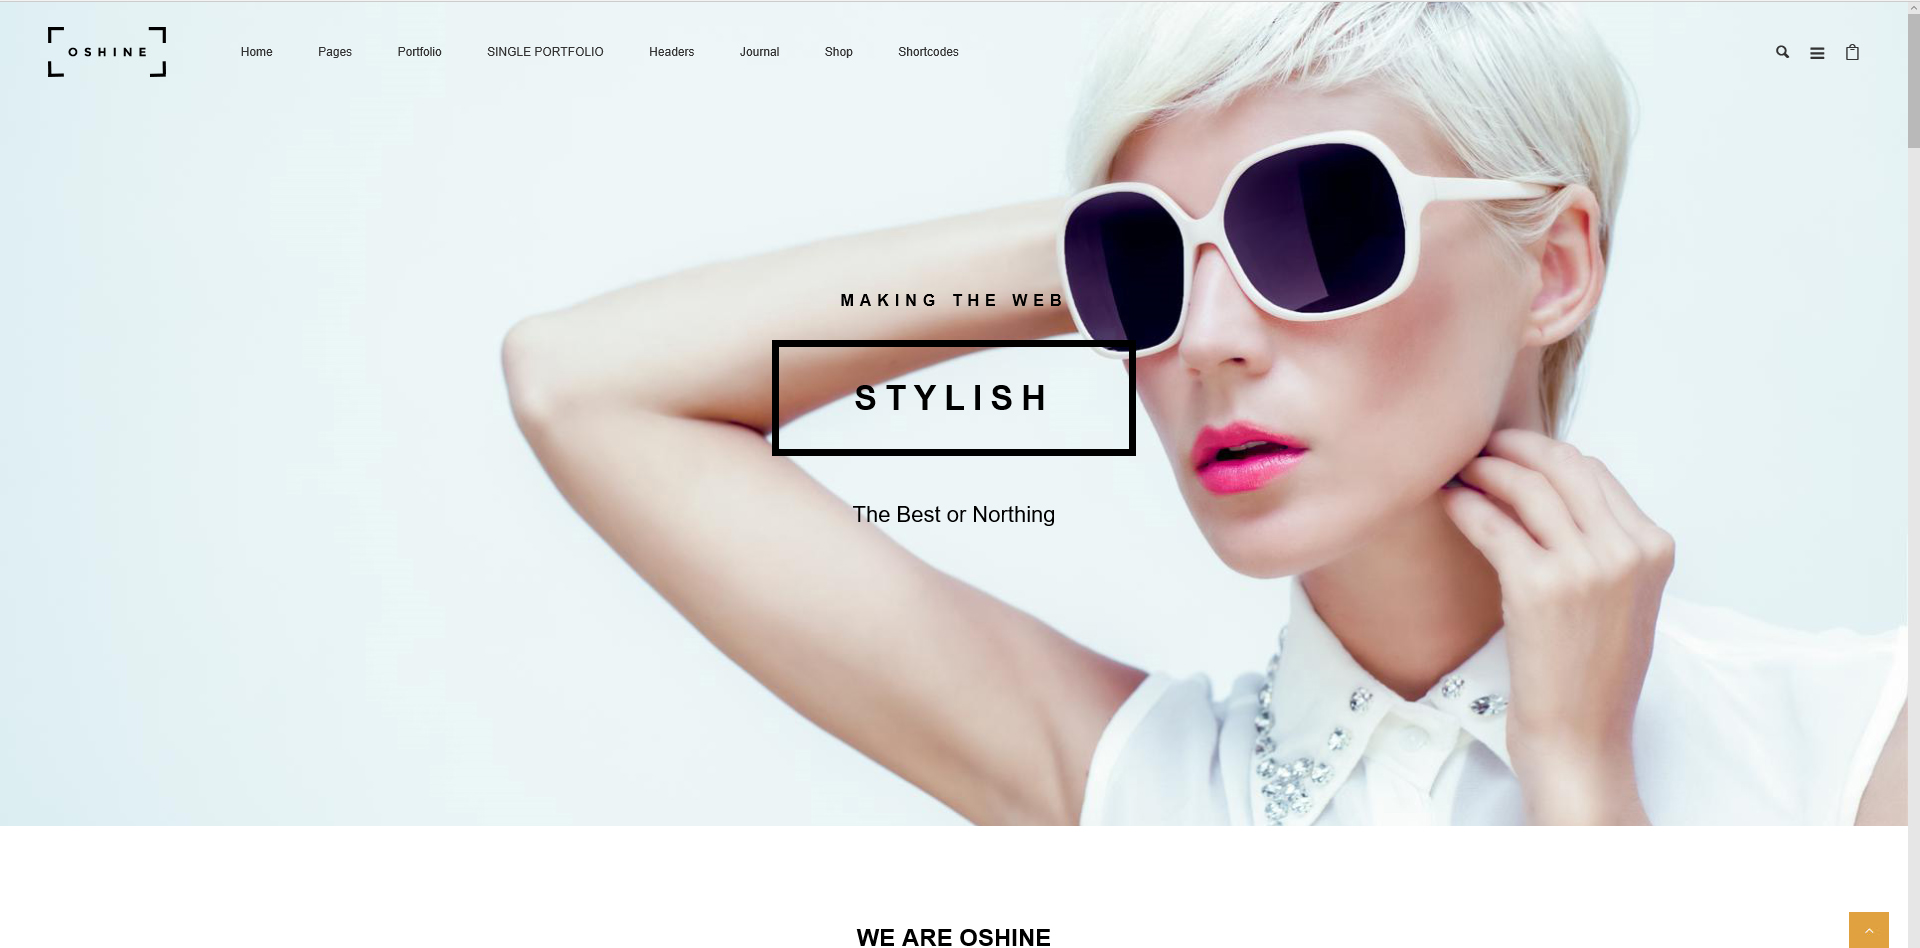 OSHINE
Home
Pages
Portfolio
SINGLE PORTFOLIO
Headers
Journal
Shop
Shortcodes
MAKING THE WEB
STYLISH
The Best or Northing
WE ARE OSHINE